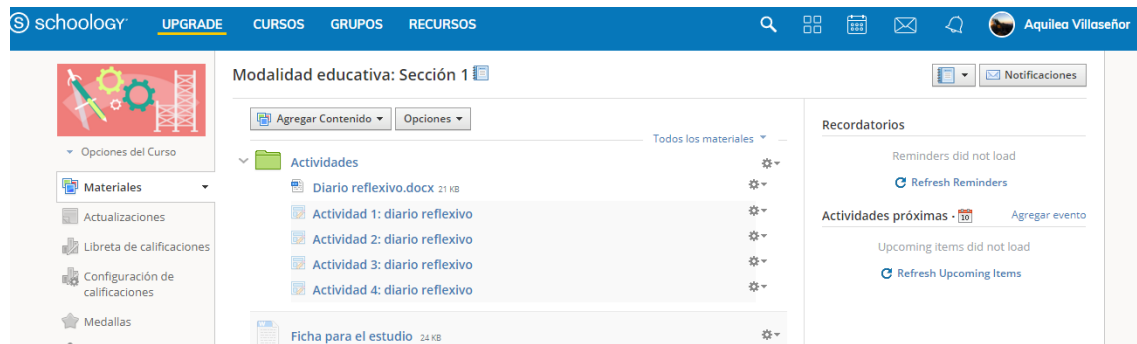 S schoology UPGRADE CURSOS GRUPOS RECURSOS Aquilea Villaseñor
Modalidad educativa: Sección 1
Notificaciones
Opciones del Curso
Materiales
Actualizaciones
Libreta de calificaciones
Configuración de
calificaciones
Medallas
Agregar Contenido Opciones
Todos los materiales
Actividades
Diario reflexivo.docx 21 KB
Actividad 1: diario reflexivo
Actividad 2: diario reflexivo
Actividad 3: diario reflexivo
Actividad 4: diario reflexivo
Ficha para el estudio 24 KB
Recordatorios
Reminders did not load
Refresh Reminders
Actividades próximas · 10 Agregar evento
Upcoming items did not load
Refresh Upcoming Items